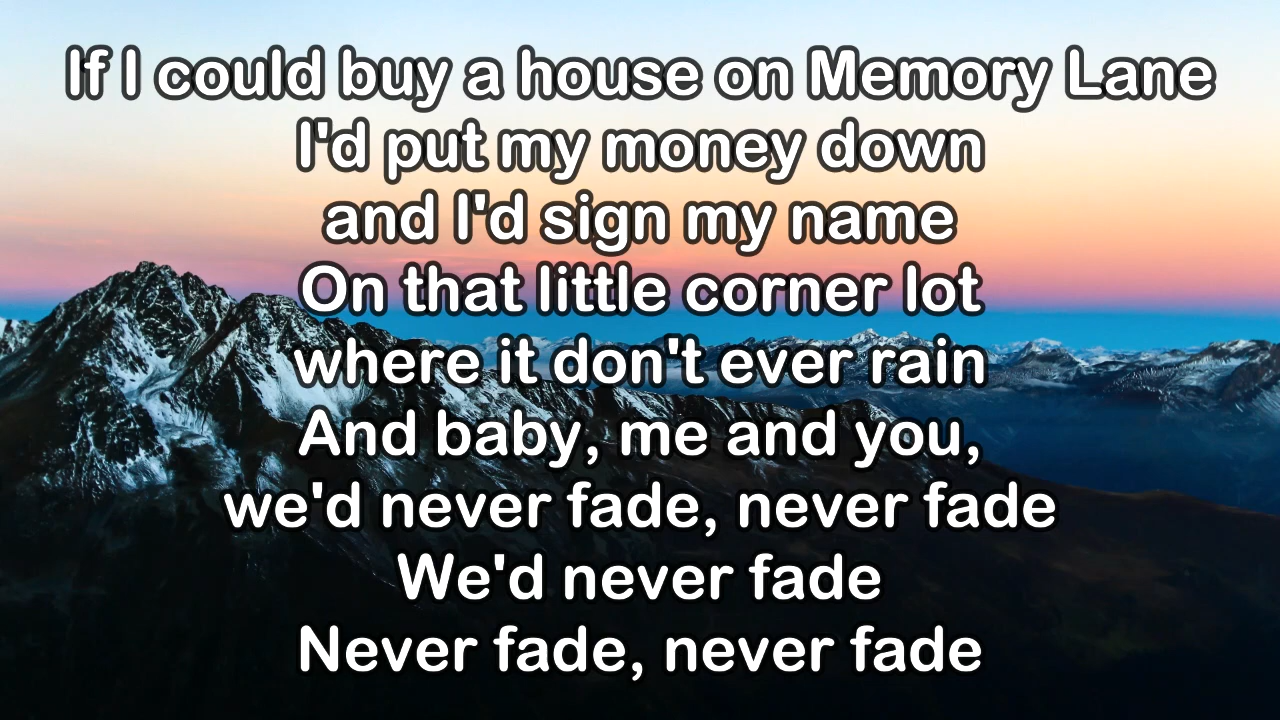 If I could buy a house on Memory Lane
I'd put my money down
and I'd sign my name
On that little corner lot
where it don't ever rain
And baby, me and you,
we'd never fade, never fade
We'd never fade
Never fade, never fade